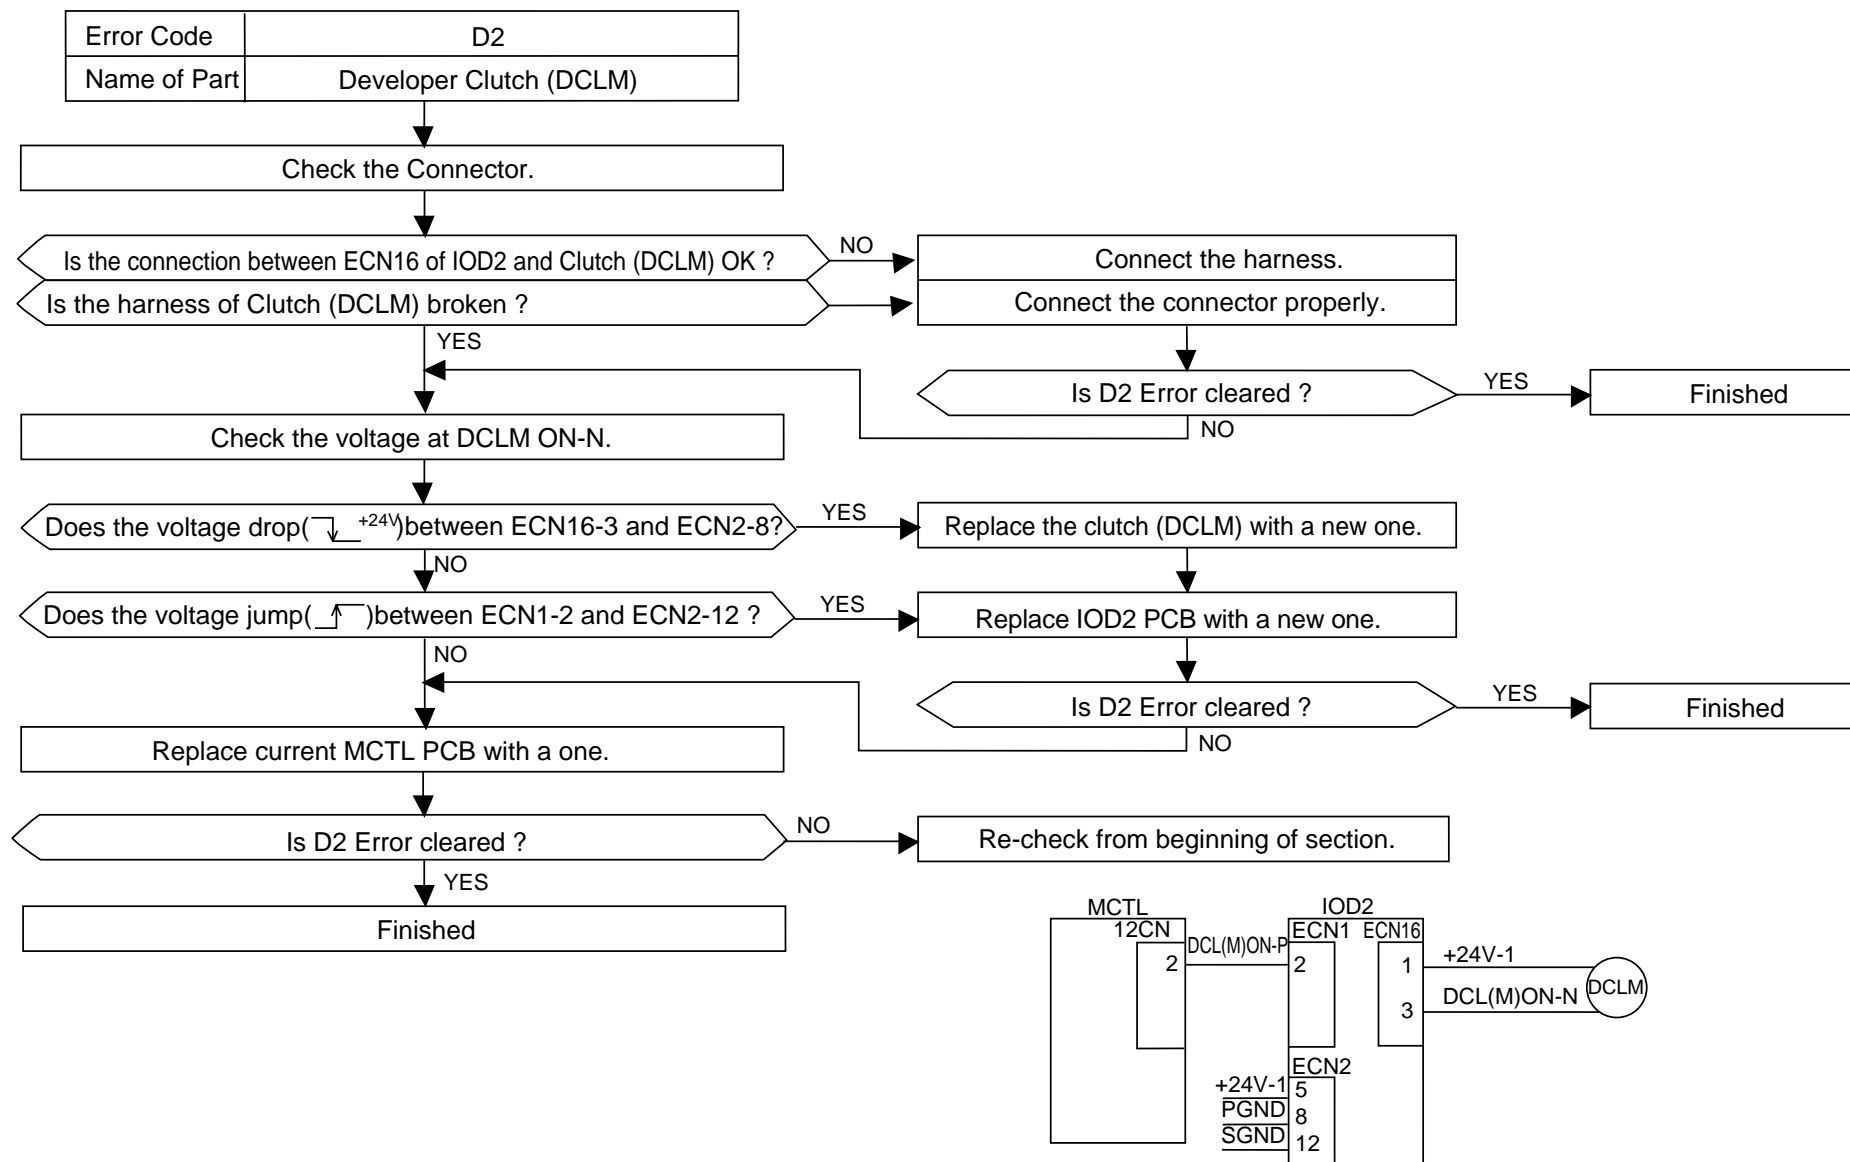 Error Code D2
Name of Part Developer Clutch (DCLM)
Check the Connector.
Is the connection between ECN16 of IOD2 and Clutch (DCLM) OK ?
NO
Connect the harness.
Is the harness of Clutch (DCLM) broken ?
Connect the connector properly.
YES
Is D2 Error cleared ?
YES
Finished
NO
Check the voltage at DCLM ON-N.
Does the voltage drop( +24V)between ECN16-3 and ECN2-8?
YES
Replace the clutch (DCLM) with a new one.
NO
Does the voltage jump( )between ECN1-2 and ECN2-12 ?
YES
Replace IOD2 PCB with a new one.
NO
Is D2 Error cleared ?
YES
Finished
NO
Replace current MCTL PCB with a one.
Is D2 Error cleared ?
NO
Re-check from beginning of section.
YES
Finished
MCTL
IOD2
12CN
ECN1
ECN16
DCL(M)ON-P
2
2
1
+24V-1
DCLM
3
DCL(M)ON-N
ECN2
+24V-1
5
PGND
8
SGND
12